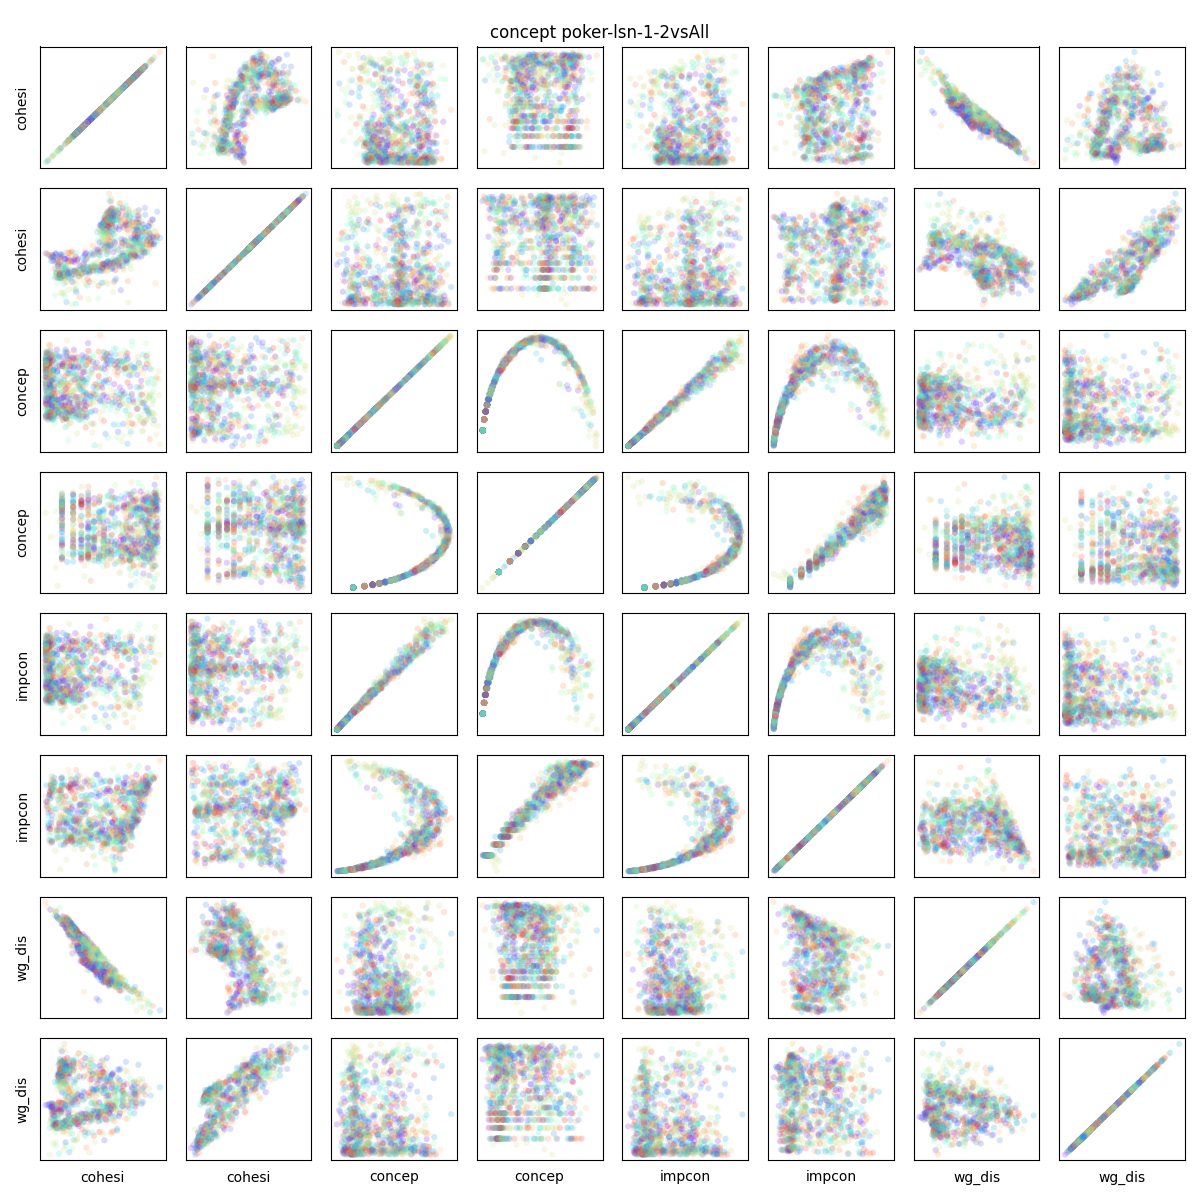 concept poker-lsn-1-2vsAll
cohesi
cohesi
concep
concep
impcon
impcon
wg_dis
wg_dis
cohesi cohesi concep concep impcon impcon wg_dis wg_dis